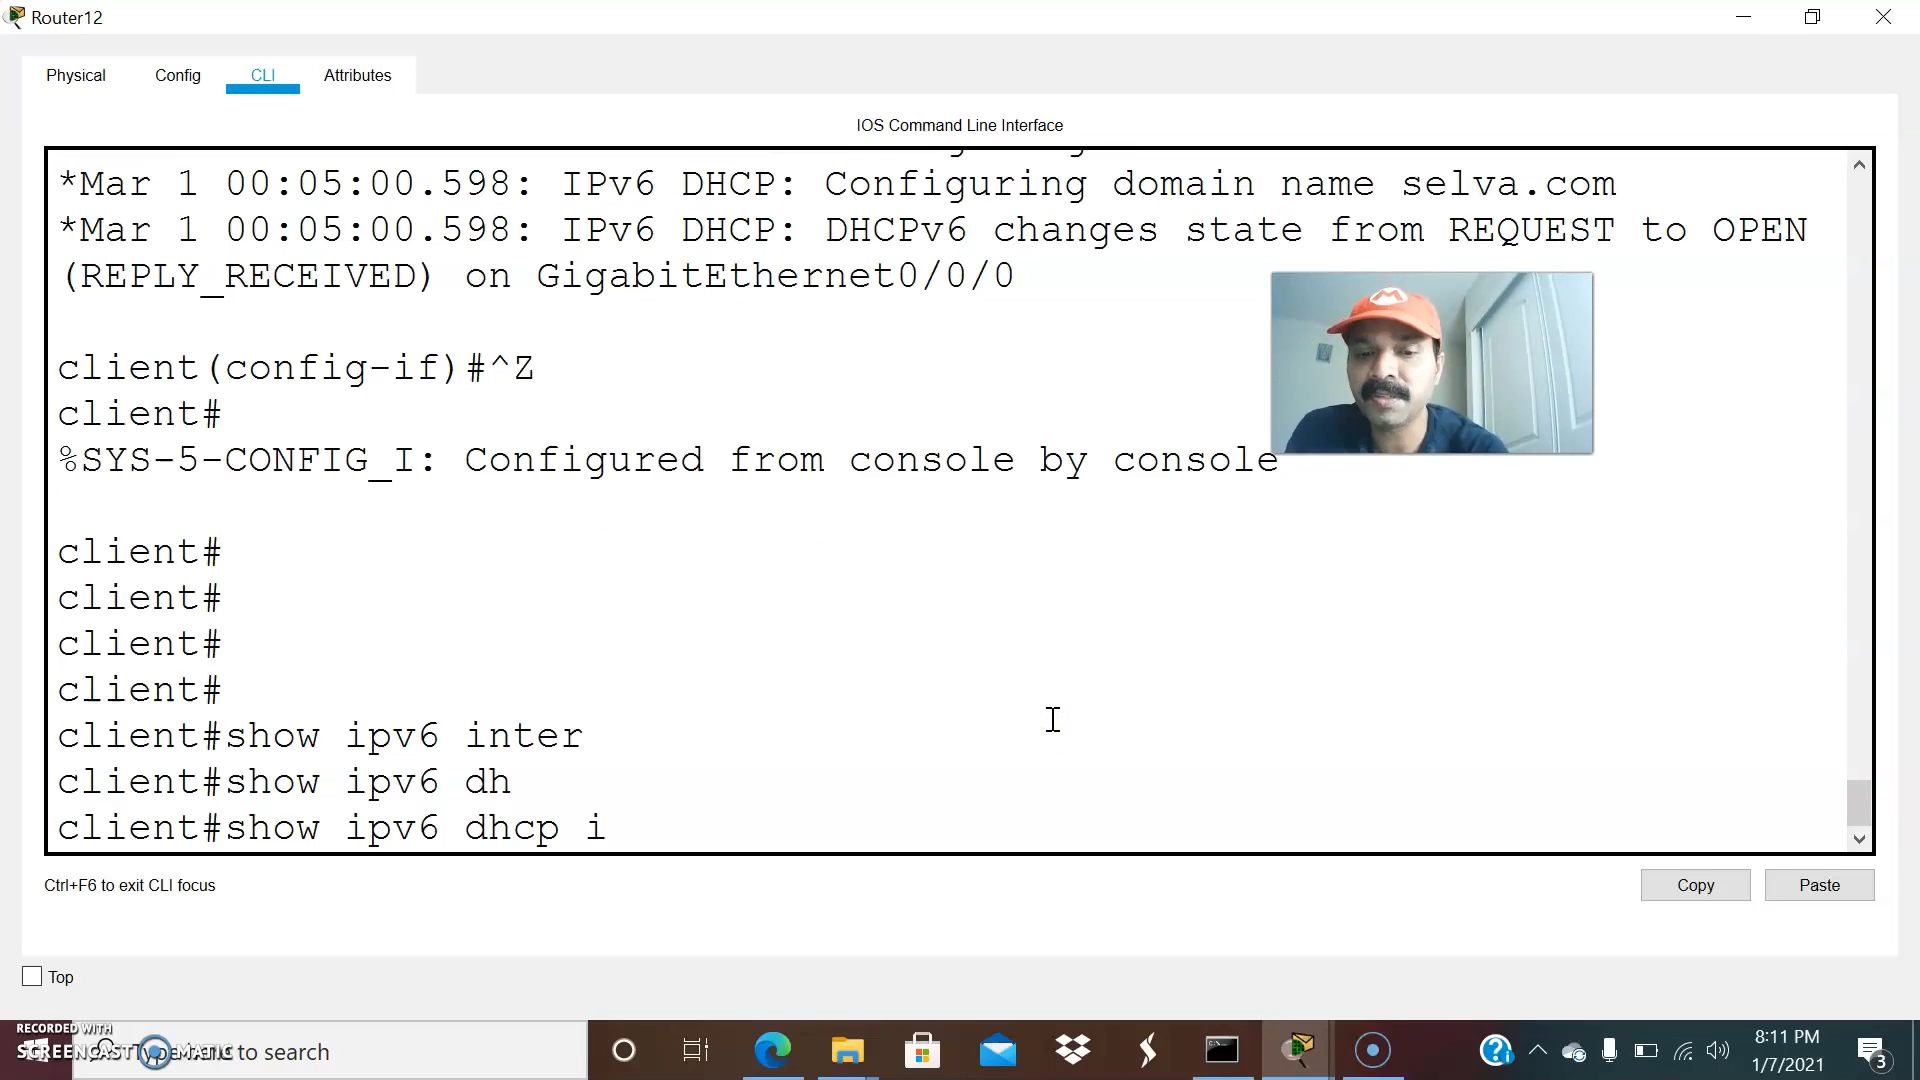 Router12
Physical Config CLI Attributes
IOS Command Line Interface
*Mar 1 00:05:00.598: IPv6 DHCP: Configuring domain name selva.com
*Mar 1 00:05:00.598: IPv6 DHCP: DHCPv6 changes state from REQUEST to OPEN
(REPLY_RECEIVED) on GigabitEthernet0/0/0
client(config-if)#^Z
client#
%SYS-5-CONFIG_I: Configured from console by console
client#
client#
client#
client#
client#show ipv6 inter
client#show ipv6 dh
client#show ipv6 dhcp i
Ctrl+F6 to exit CLI focus
Copy Paste
Top
RECORDED WITH
SCREENCAST MATIC
to search
8:11 PM
1/7/2021
3